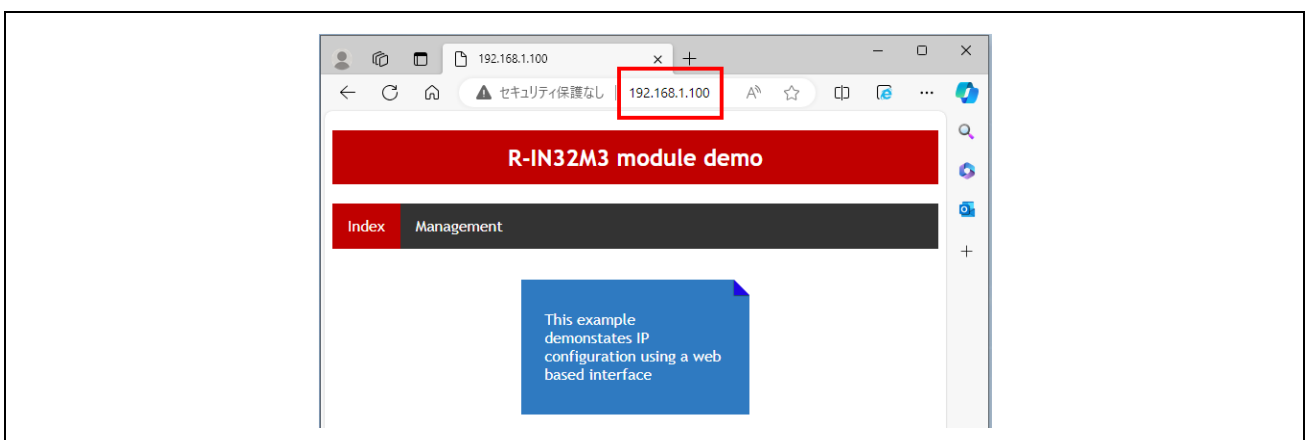 192.168.1.100
セキュリティ保護なし 192.168.1.100
R-IN32M3 module demo
Index Management
This example
demonstates IP
configuration using a web
based interface